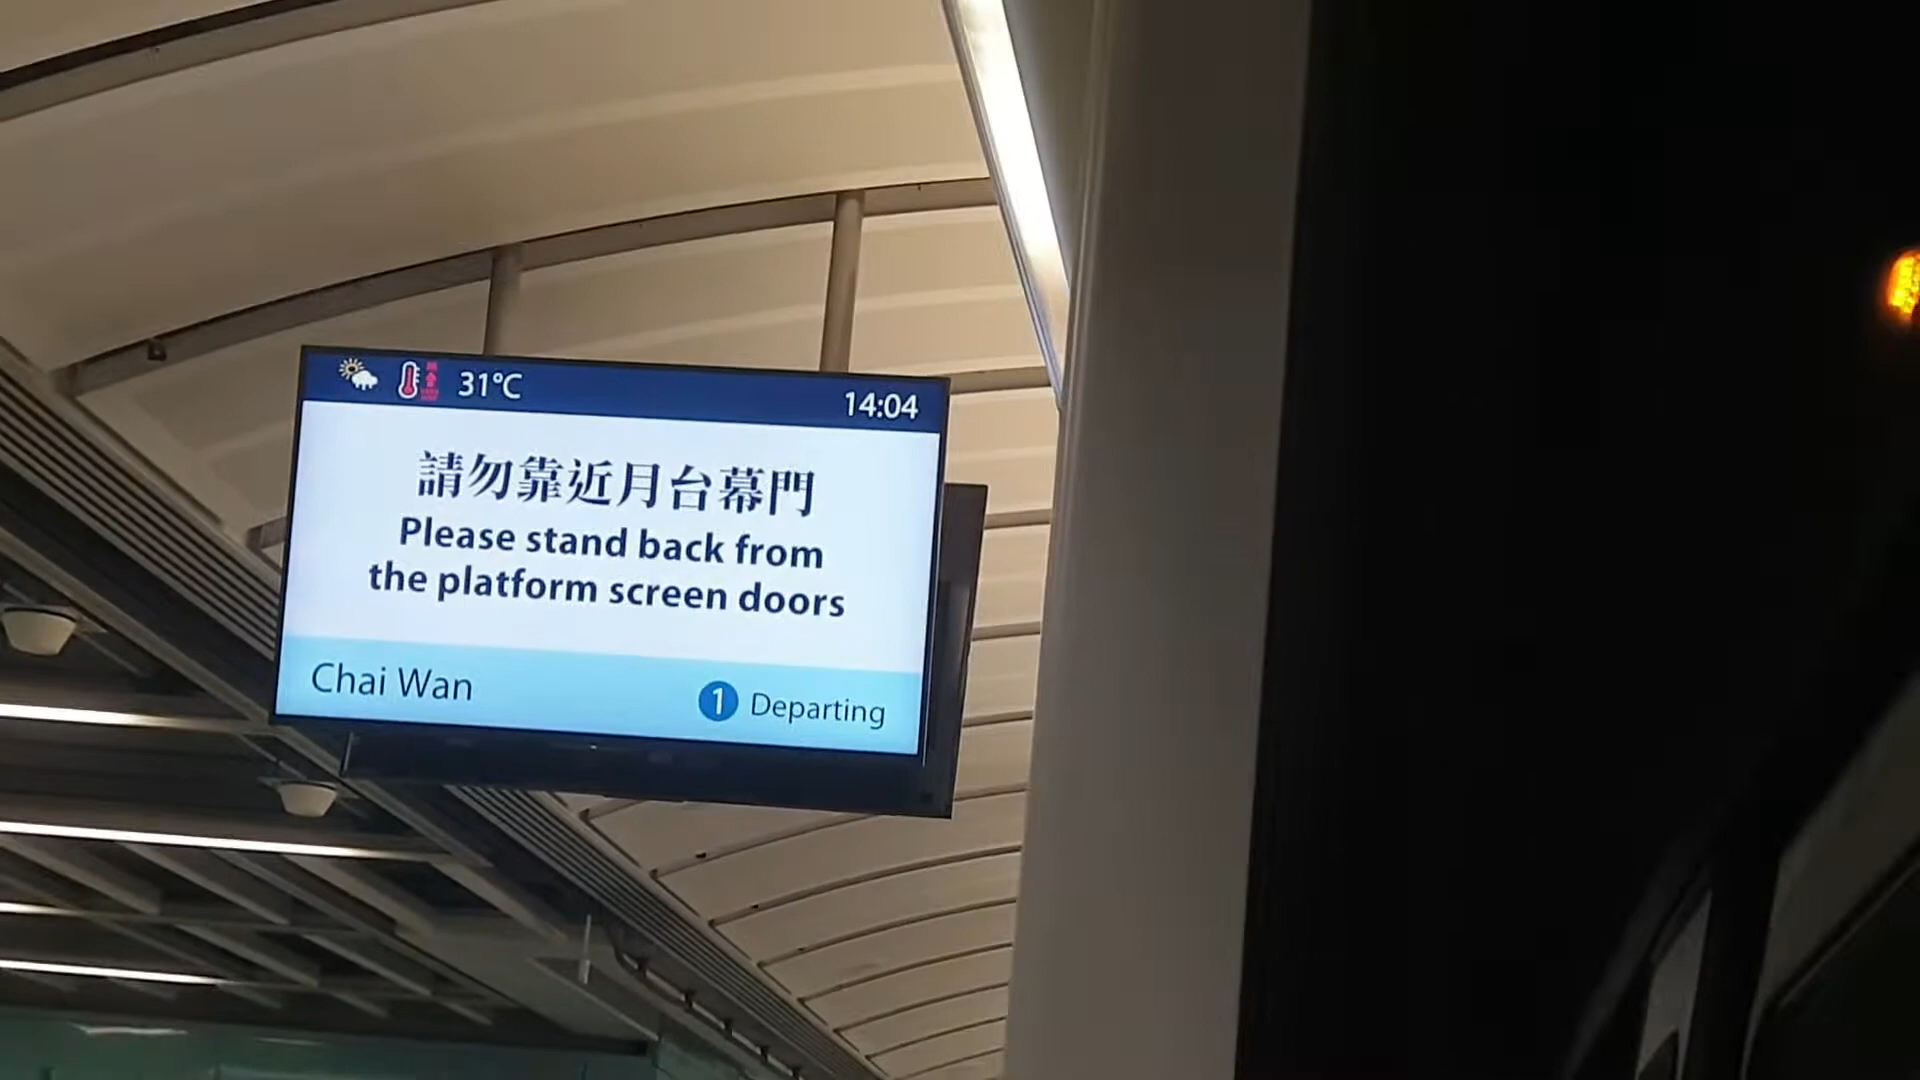 31°C 14:04
請勿靠近月台幕門
Please stand back from
the platform screen doors
Chai Wan 1 Departing